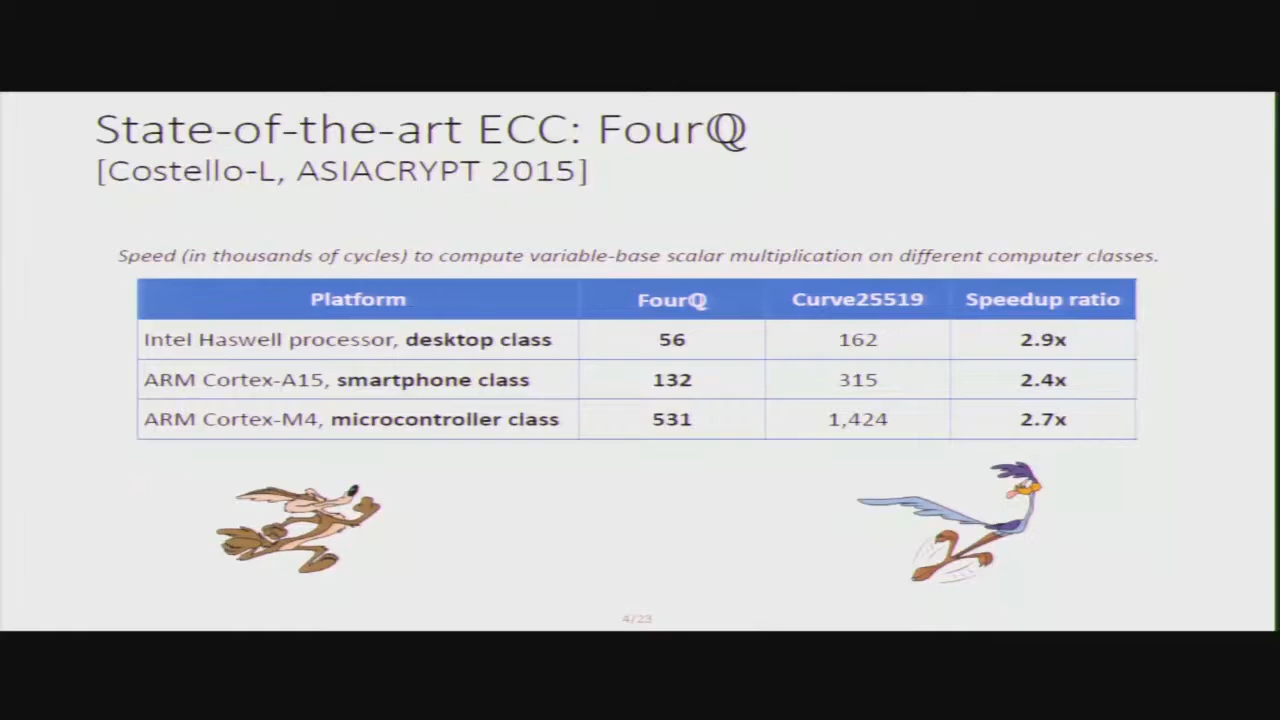 State-of-the-art ECC: Fourℚ
[Costello-L, ASIACRYPT 2015]
Speed (in thousands of cycles) to compute variable-base scalar multiplication on different computer classes.
Platform Fourℚ Curve25519 Speedup ratio
Intel Haswell processor, desktop class 56 162 2.9x
ARM Cortex-A15, smartphone class 132 315 2.4x
ARM Cortex-M4, microcontroller class 531 1,424 2.7x
4/23